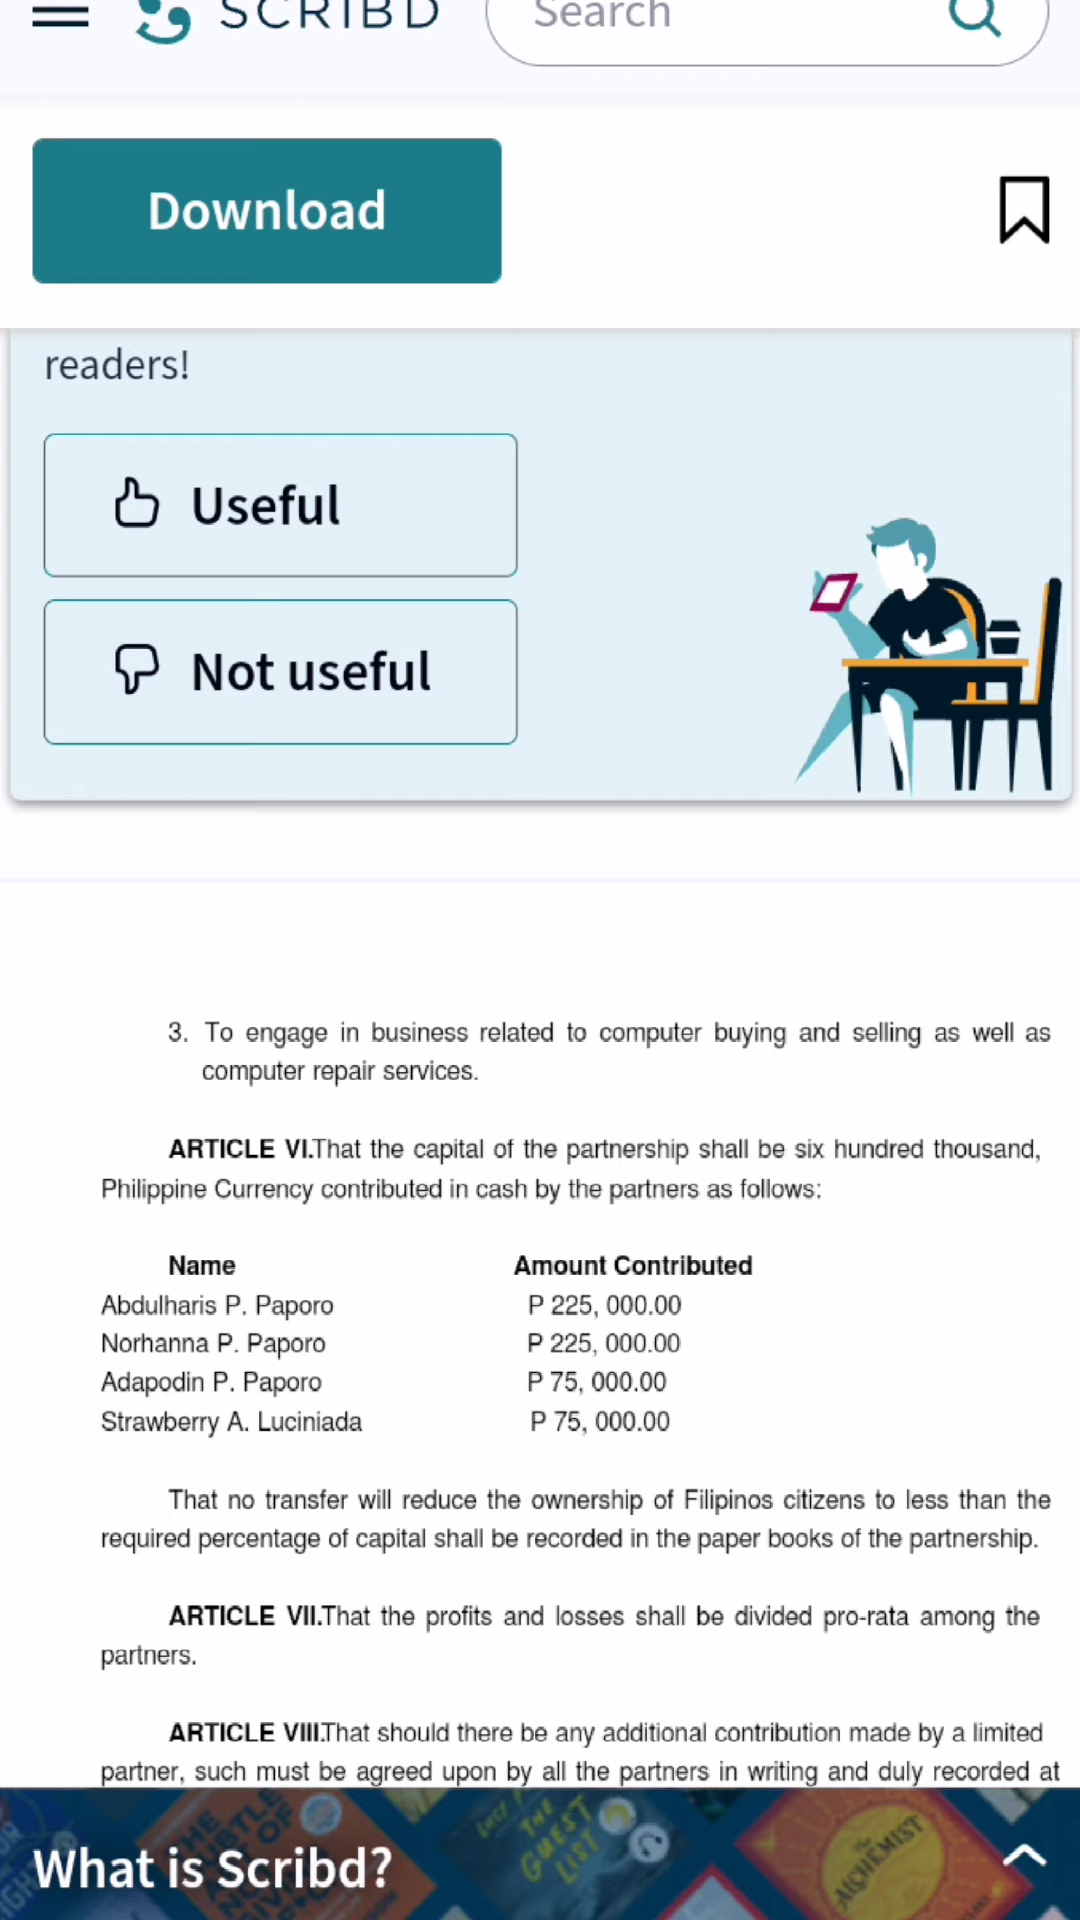 SCRIBD
Search
Download
readers!
Useful
Not useful
3. To engage in business related to computer buying and selling as well as
computer repair services.
ARTICLE VI.That the capital of the partnership shall be six hundred thousand,
Philippine Currency contributed in cash by the partners as follows:
Name Amount Contributed
Abdulharis P. Paporo P 225, 000.00
Norhanna P. Paporo P 225, 000.00
Adapodin P. Paporo P 75, 000.00
Strawberry A. Luciniada P 75, 000.00
That no transfer will reduce the ownership of Filipinos citizens to less than the
required percentage of capital shall be recorded in the paper books of the partnership.
ARTICLE VII.That the profits and losses shall be divided pro-rata among the
partners.
ARTICLE VIII.That should there be any additional contribution made by a limited
partner, such must be agreed upon by all the partners in writing and duly recorded at
THE
GUEST
LIST
ALCHEMIST
What is Scribd?